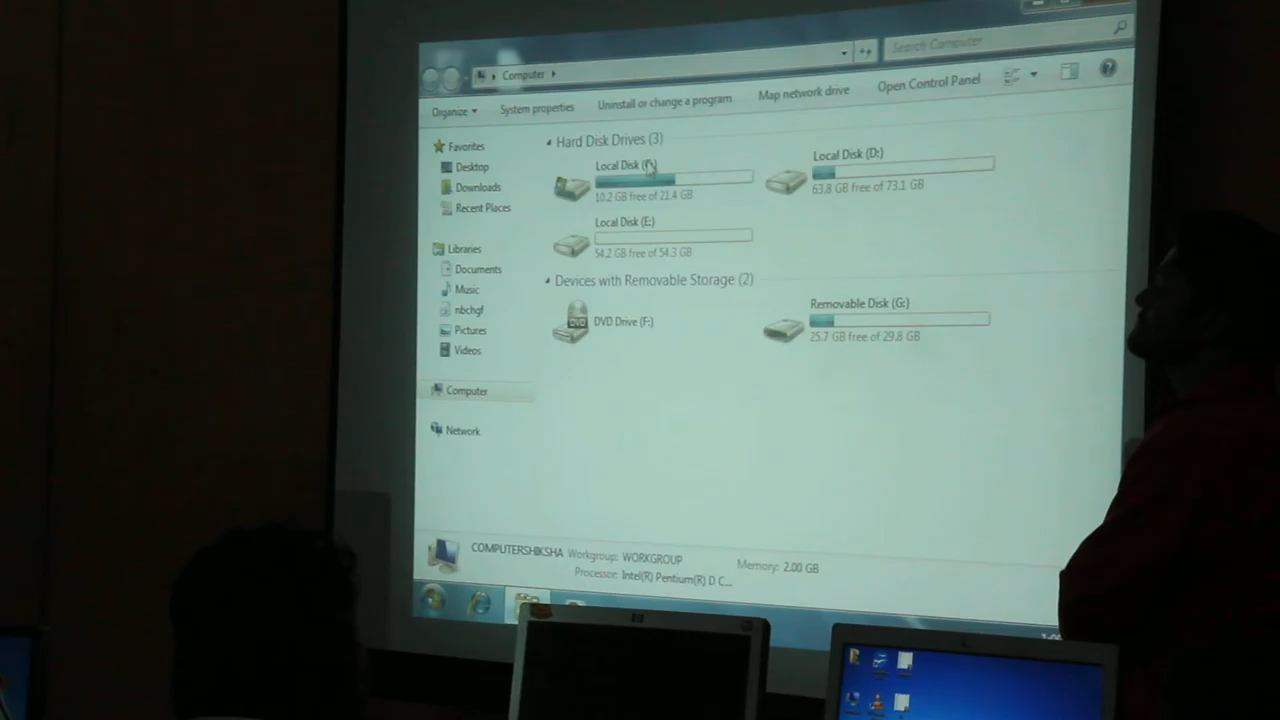 Computer
Search Computer
Organize
System properties
Uninstall or change a program
Map network drive
Open Control Panel
Favorites
Desktop
Downloads
Recent Places
Libraries
Documents
Music
nbchgf
Pictures
Videos
Computer
Network
Hard Disk Drives (3)
Local Disk
10.2 GB free of 21.4 GB
Local Disk (D:)
63.8 GB free of 73.1 GB
Local Disk (E:)
54.2 GB free of 54.3 GB
Devices with Removable Storage (2)
DVD
DVD Drive (F:)
Removable Disk (G:)
25.7 GB free of 29.8 GB
COMPUTERSHIKSHA Workgroup: WORKGROUP
Memory: 2.00 GB
Processor: Intel(R) Pentium(R) D C...
hp